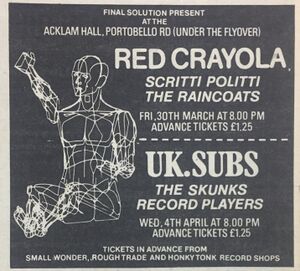 FINAL SOLUTION PRESENT
AT THE
ACKLAM HALL, PORTOBELLO RD (UNDER THE FLYOVER)
RED CRAYOLA
SCRITTI POLITTI
THE RAINCOATS
FRI, 30TH MARCH AT 8.00 PM
ADVANCE TICKETS £1.25
UK.SUBS
THE SKUNKS
RECORD PLAYERS
WED, 4TH APRIL AT 8.00 PM
ADVANCE TICKETS £1.25
TICKETS IN ADVANCE FROM
SMALL WONDER, ROUGH TRADE AND HONKY TONK RECORD SHOPS